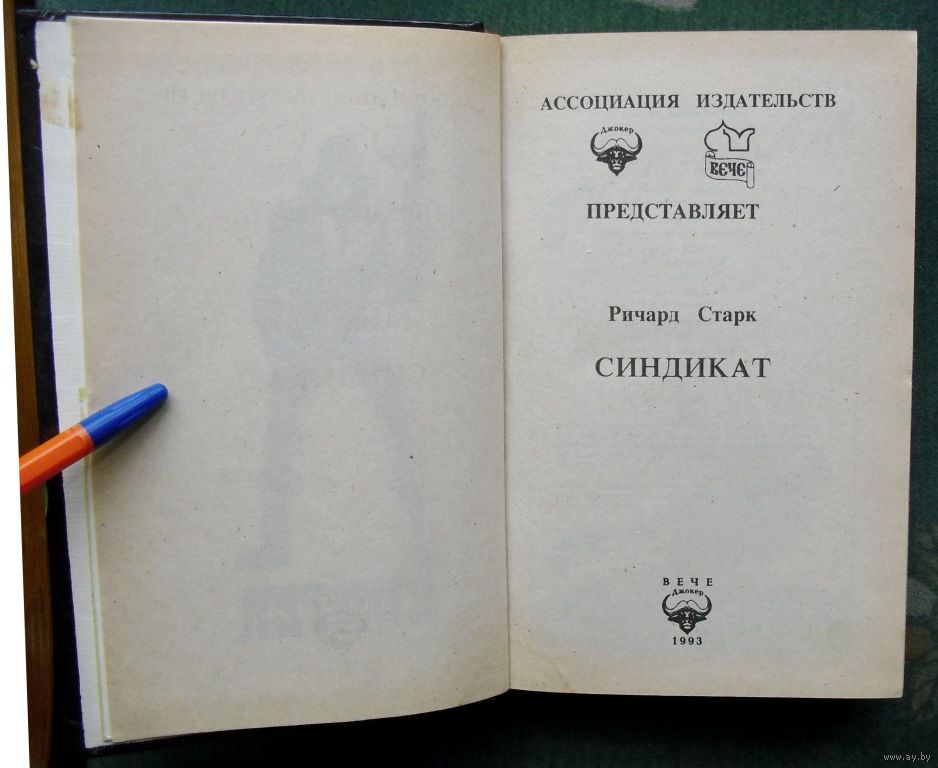 АССОЦИАЦИЯ ИЗДАТЕЛЬСТВ
Джокер
ВЕЧЕ
ПРЕДСТАВЛЯЕТ
Ричард Старк
СИНДИКАТ
ВЕЧЕ
Джокер
1993
www.ay.by